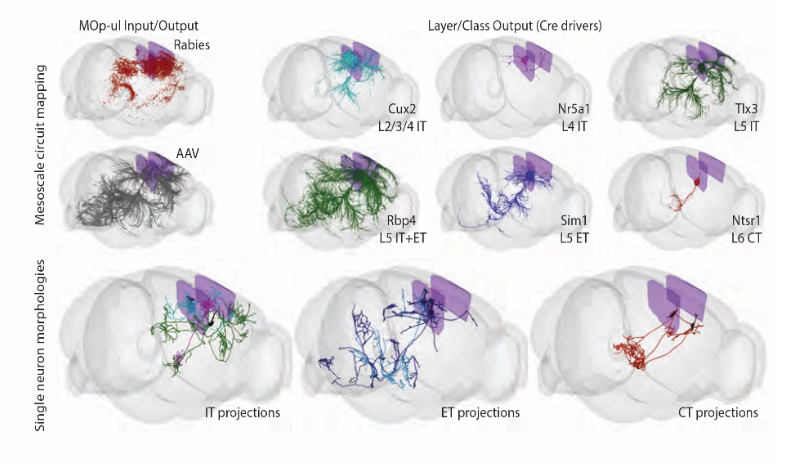 MOp-ul Input/Output
Layer/Class Output (Cre drivers)
Mesoscale circuit mapping
Rabies
Cux2
L2/3/4 IT
Nr5a1
L4 IT
Tlx3
L5 IT
AAV
Rbp4
L5 IT+ET
Sim1
L5 ET
Ntsr1
L6 CT
Single neuron morphologies
IT projections
ET projections
CT projections